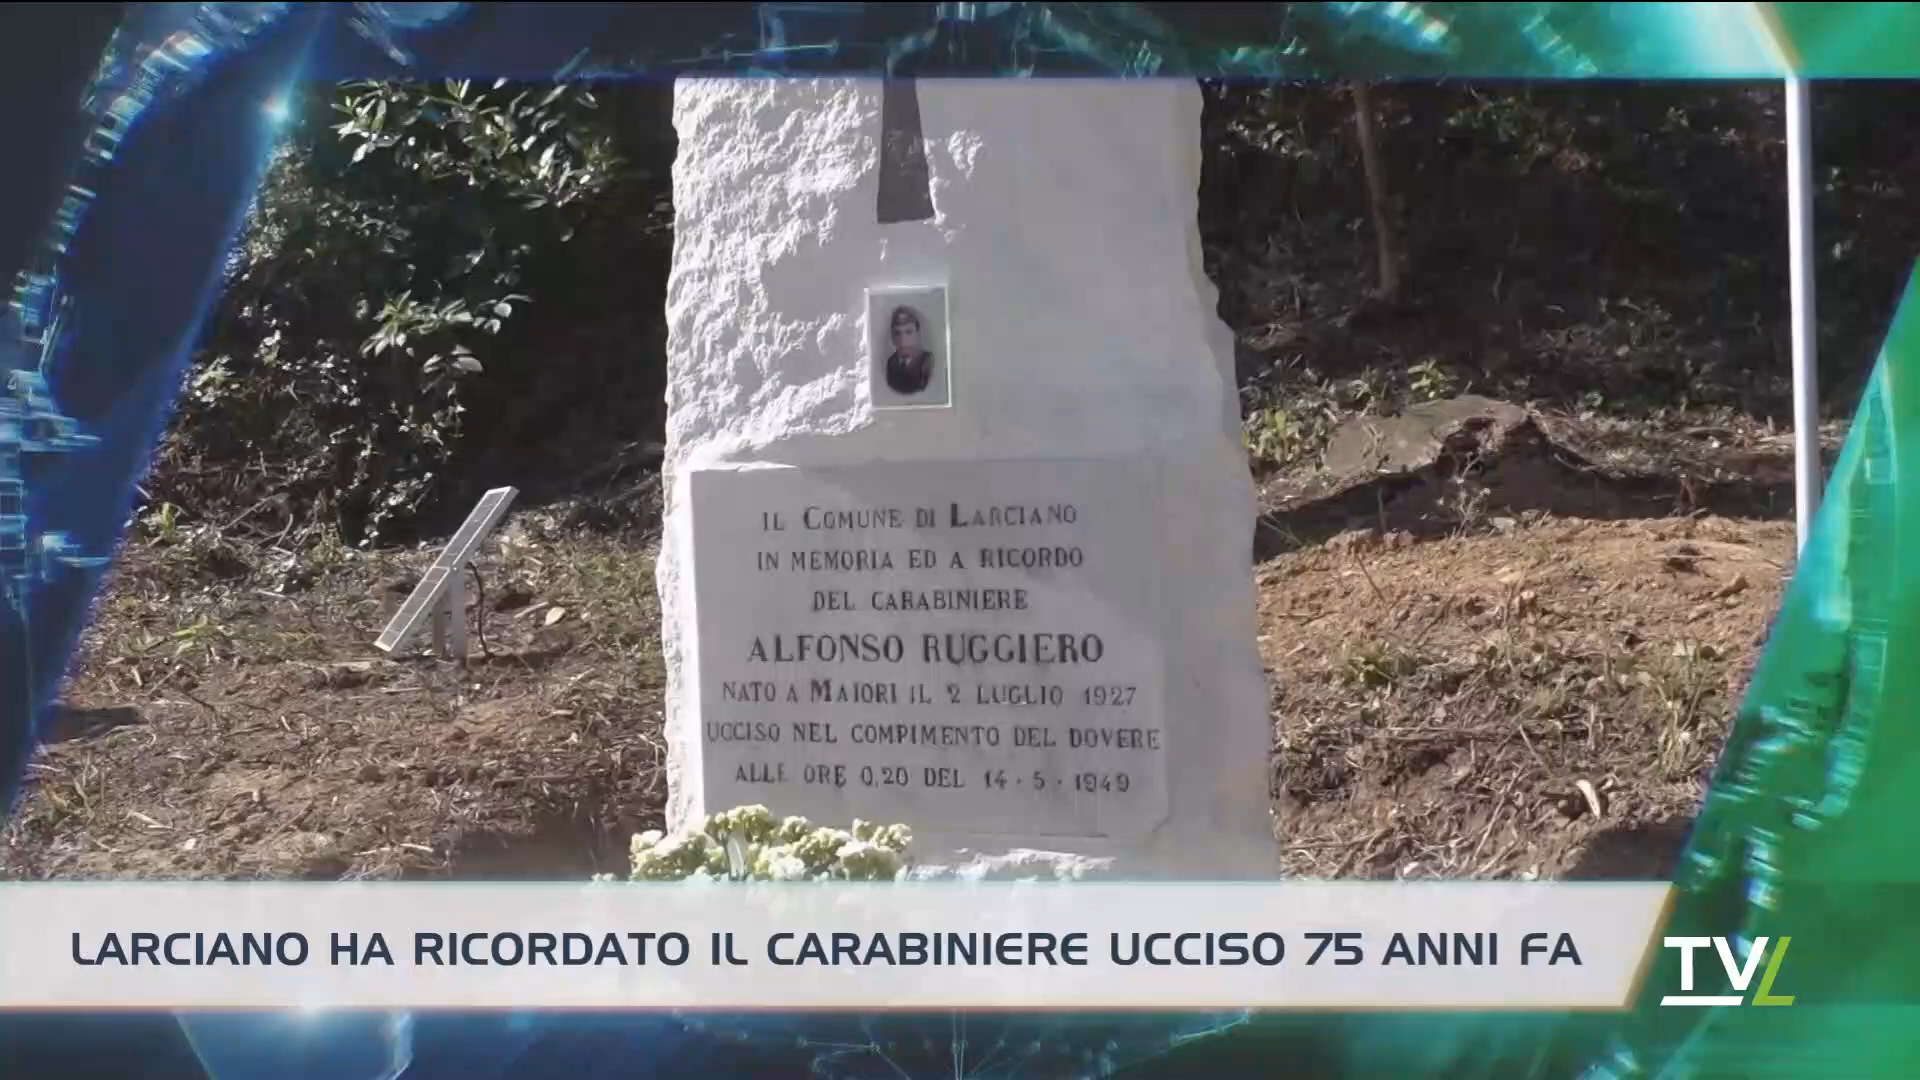 IL COMUNE DI LARCIANO
IN MEMORIA ED A RICORDO
DEL CARABINIERE
ALFONSO RUGGIERO
NATO A MAIORI IL 2 LUGLIO 1927
UCCISO NEL COMPIMENTO DEL DOVERE
ALLE ORE 0,20 DEL 14·5·1949
LARCIANO HA RICORDATO IL CARABINIERE UCCISO 75 ANNI FA
TVL